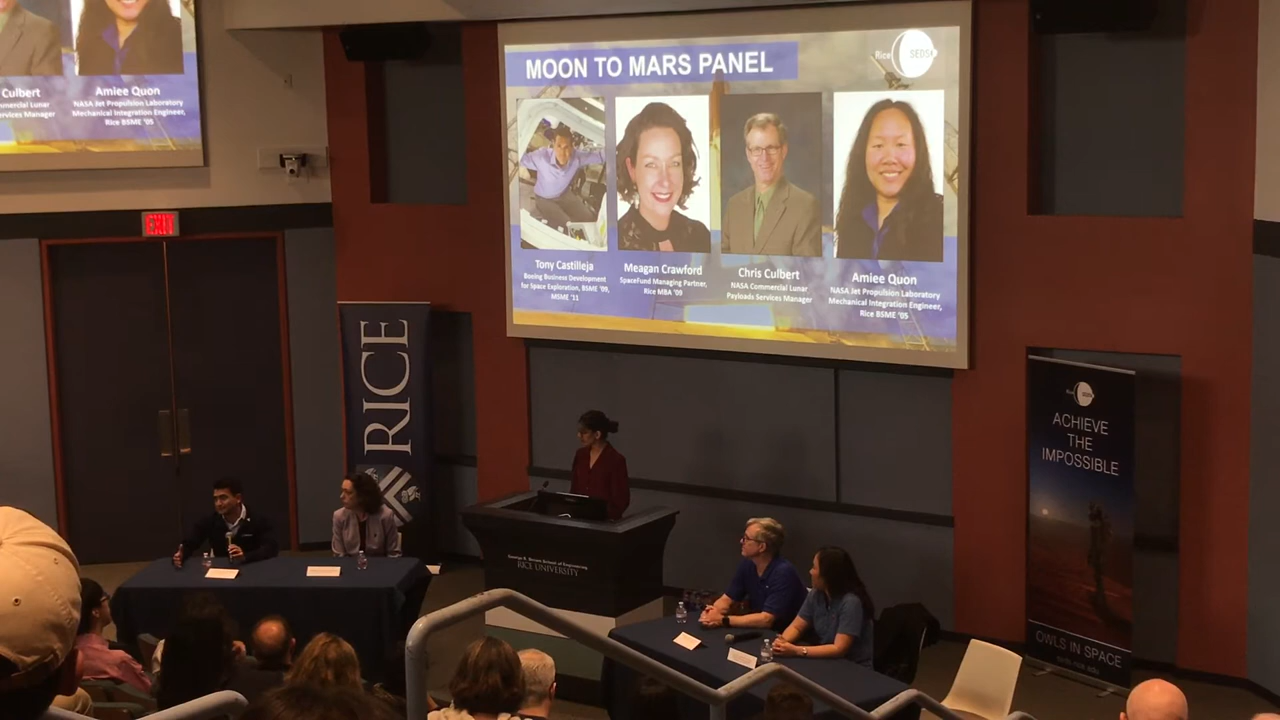 Culbert
Amiee Quon
NASA Jet Propulsion Laboratory
Services Manager
Mechanical Integration Engineer,
Rice BSME '05
EXIT
MOON TO MARS PANEL
Rice SEDS
Tony Castilleja
Boeing Business Development
for Space Exploration, BSME '09,
MSME '11
Meagan Crawford
SpaceFund Managing Partner,
Rice MBA '09
Chris Culbert
NASA Commercial Lunar
Payloads Services Manager
Amiee Quon
NASA Jet Propulsion Laboratory
Mechanical Integration Engineer,
Rice BSME '05
RICE
George R. Brown School of Engineering
RICE UNIVERSITY
Rice SEDS
ACHIEVE
THE
IMPOSSIBLE
OWLS IN SPACE